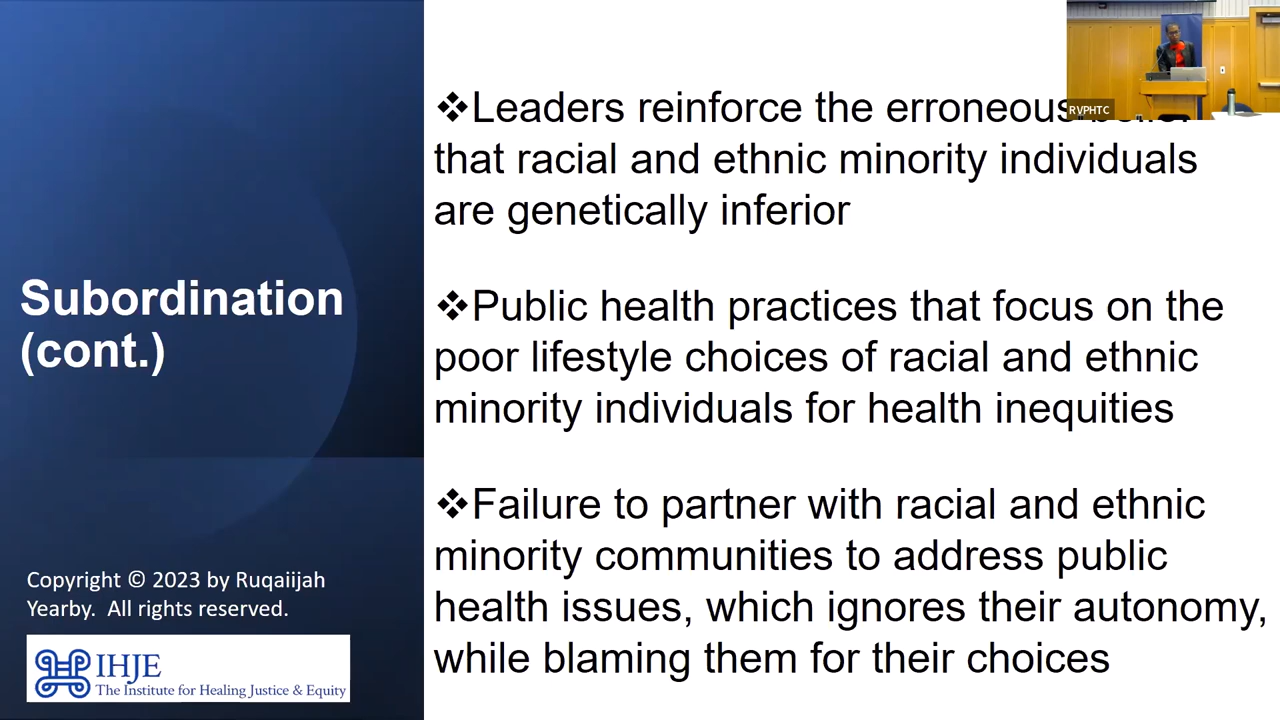 Subordination
(cont.)
❖Leaders reinforce the erroneous
that racial and ethnic minority individuals
are genetically inferior
❖Public health practices that focus on the
poor lifestyle choices of racial and ethnic
minority individuals for health inequities
❖Failure to partner with racial and ethnic
minority communities to address public
health issues, which ignores their autonomy,
while blaming them for their choices
Copyright © 2023 by Ruqaiijah
Yearby. All rights reserved.
IHJE
The Institute for Healing Justice & Equity
RVPHTC